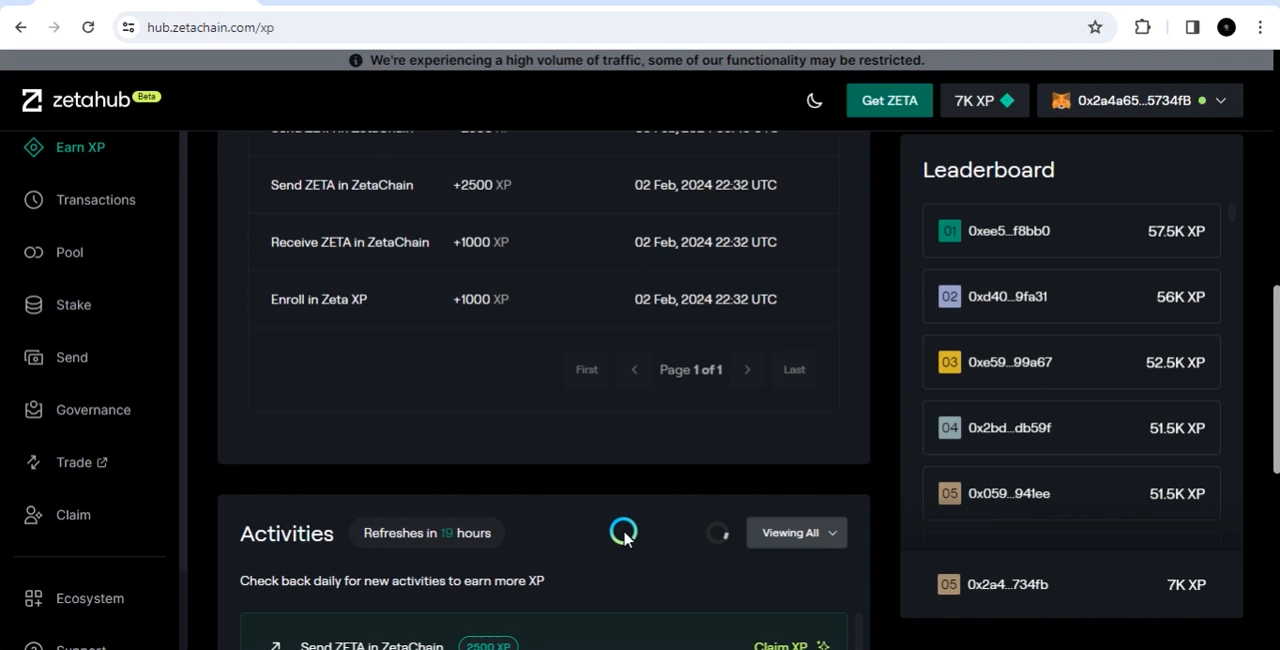 hub.zetachain.com/xp
We're experiencing a high volume of traffic, some of our functionality may be restricted.
zetahub Beta
Get ZETA
7K XP
0x2a4a65...5734fB
Earn XP
Transactions
Pool
Stake
Send
Governance
Trade
Claim
Ecosystem
Support
Send ZETA in ZetaChain +2500 XP
Send ZETA in ZetaChain +2500 XP 02 Feb, 2024 22:32 UTC
Receive ZETA in ZetaChain +1000 XP 02 Feb, 2024 22:32 UTC
Enroll in Zeta XP +1000 XP 02 Feb, 2024 22:32 UTC
First Page 1 of 1 Last
Activities Refreshes in 19 hours Viewing All
Check back daily for new activities to earn more XP
Send ZETA in ZetaChain 2500 XP Claim XP
Leaderboard
01 0xee5...f8bb0 57.5K XP
02 0xd40...9fa31 56K XP
03 0xe59...99a67 52.5K XP
04 0x2bd...db59f 51.5K XP
05 0x059...941ee 51.5K XP
05 0x2a4...734fb 7K XP